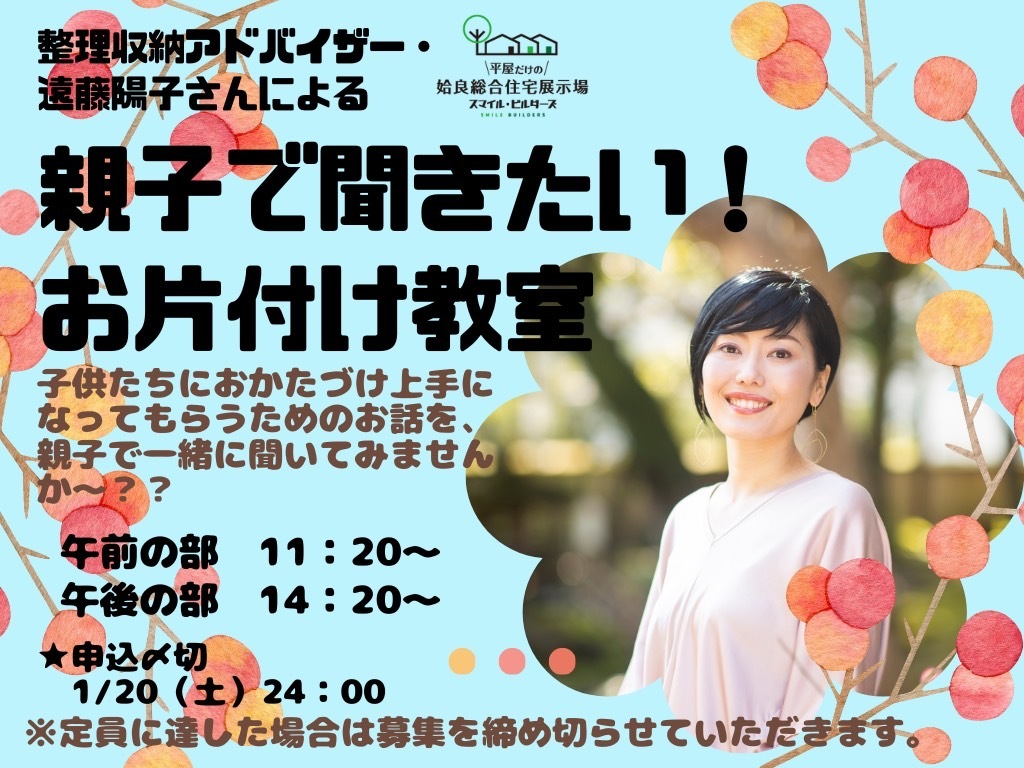 整理収納アドバイザー・
遠藤陽子さんによる
平屋だけの
姶良総合住宅展示場
スマイル・ビルダーズ
SMILE BUILDERS
親子で聞きたい！
お片付け教室
子供たちにおかたづけ上手に
なってもらうためのお話を、
親子で一緒に聞いてみません
か～？？
午前の部　11：20～
午後の部　14：20～
★申込〆切
1/20（土）24：00
※定員に達した場合は募集を締め切らせていただきます。